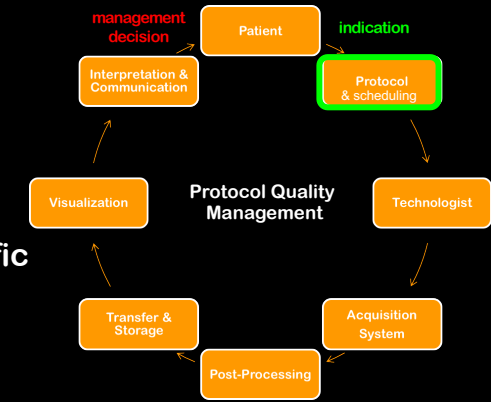 management
decision
Patient
indication
Interpretation &
Communication
Protocol
& scheduling
Visualization
Protocol Quality
Management
Technologist
Transfer &
Storage
Acquisition
System
Post-Processing